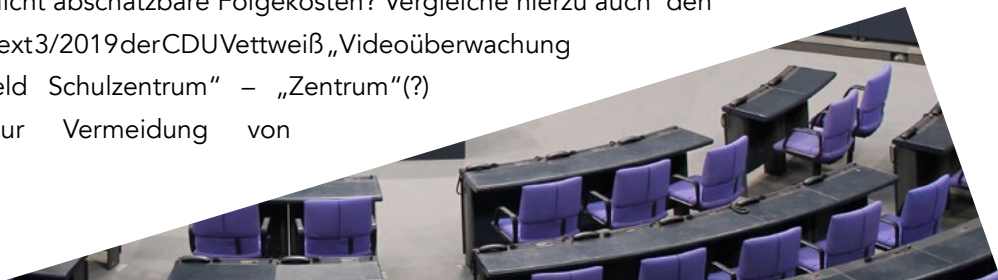 nicht abschätzbare Folgekosten? Vergleiche hierzu auch den
ext3/2019derCDUVettweiß„Videoüberwachung
eld Schulzentrum“ – „Zentrum“(?)
ur Vermeidung von